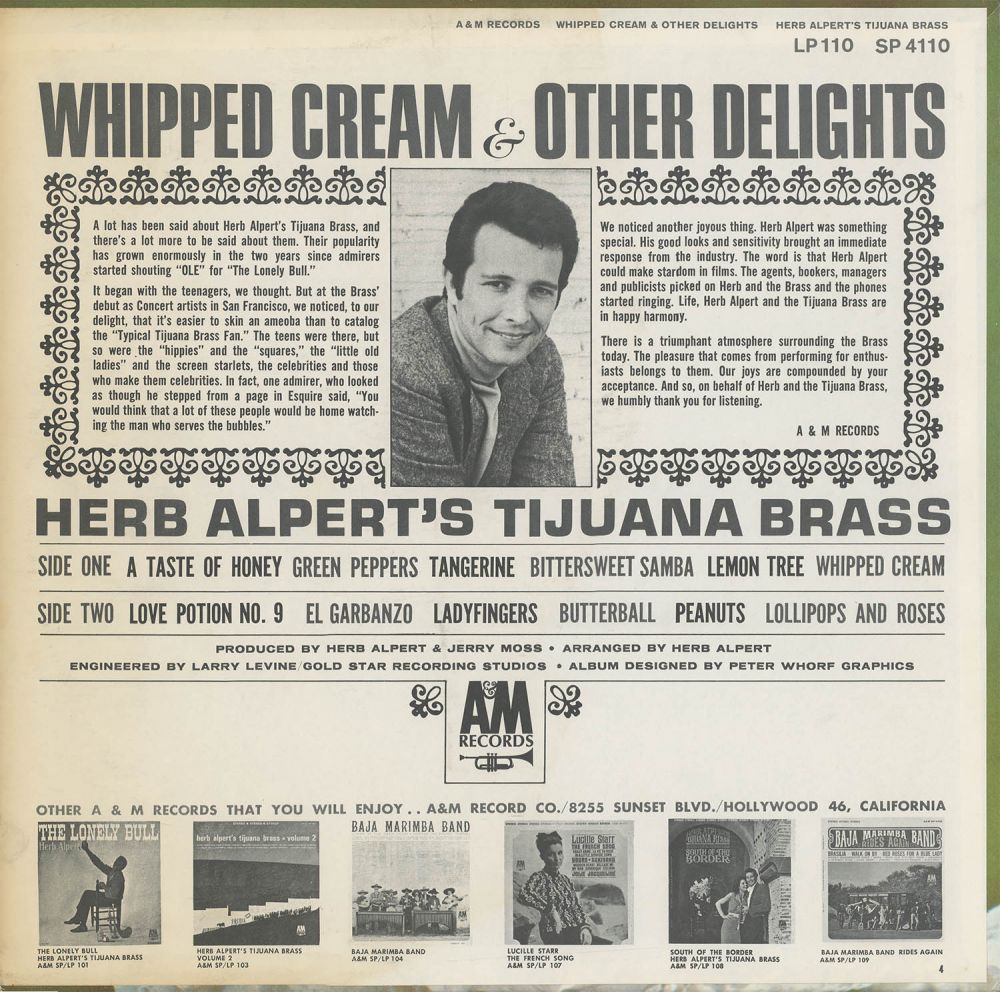 A & M RECORDS WHIPPED CREAM & OTHER DELIGHTS HERB ALPERT'S TIJUANA BRASS
LP 110 SP 4110
WHIPPED CREAM & OTHER DELIGHTS
A lot has been said about Herb Alpert's Tijuana Brass, and
there's a lot more to be said about them. Their popularity
has grown enormously in the two years since admirers
started shouting "OLE" for "The Lonely Bull."
It began with the teenagers, we thought. But at the Brass'
debut as Concert artists in San Francisco, we noticed, to our
delight, that it's easier to skin an ameoba than to catalog
the "Typical Tijuana Brass Fan." The teens were there, but
so were the "hippies" and the "squares," the "little old
ladies" and the screen starlets, the celebrities and those
who make them celebrities. In fact, one admirer, who looked
as though he stepped from a page in Esquire said, "You
would think that a lot of these people would be home watch-
ing the man who serves the bubbles."
We noticed another joyous thing. Herb Alpert was something
special. His good looks and sensitivity brought an immediate
response from the industry. The word is that Herb Alpert
could make stardom in films. The agents, bookers, managers
and publicists picked on Herb and the Brass and the phones
started ringing. Life, Herb Alpert and the Tijuana Brass are
in happy harmony.
There is a triumphant atmosphere surrounding the Brass
today. The pleasure that comes from performing for enthus-
iasts belongs to them. Our joys are compounded by your
acceptance. And so, on behalf of Herb and the Tijuana Brass,
we humbly thank you for listening.
A & M RECORDS
HERB ALPERT'S TIJUANA BRASS
SIDE ONE A TASTE OF HONEY GREEN PEPPERS TANGERINE BITTERSWEET SAMBA LEMON TREE WHIPPED CREAM
SIDE TWO LOVE POTION NO. 9 EL GARBANZO LADYFINGERS BUTTERBALL PEANUTS LOLLIPOPS AND ROSES
PRODUCED BY HERB ALPERT & JERRY MOSS • ARRANGED BY HERB ALPERT
ENGINEERED BY LARRY LEVINE/GOLD STAR RECORDING STUDIOS • ALBUM DESIGNED BY PETER WHORF GRAPHICS
A&M
RECORDS
OTHER A & M RECORDS THAT YOU WILL ENJOY . . A&M RECORD CO./8255 SUNSET BLVD./HOLLYWOOD 46, CALIFORNIA
THE LONELY BULL
Herb Alpert
herb alpert's tijuana brass • volume 2
BAJA MARIMBA BAND
Lucille Starr
THE FRENCH SONG
SOUTH OF THE
BORDER
BAJA MARIMBA
RIDES AGAIN BAND
THE LONELY BULL
HERB ALPERT'S TIJUANA BRASS
A&M SP/LP 101
HERB ALPERT'S TIJUANA BRASS
VOLUME 2
A&M SP/LP 103
BAJA MARIMBA BAND
A&M SP/LP 104
LUCILLE STARR
THE FRENCH SONG
A&M SP/LP 107
SOUTH OF THE BORDER
HERB ALPERT'S TIJUANA BRASS
A&M SP/LP 108
BAJA MARIMBA BAND RIDES AGAIN
A&M SP/LP 109
4